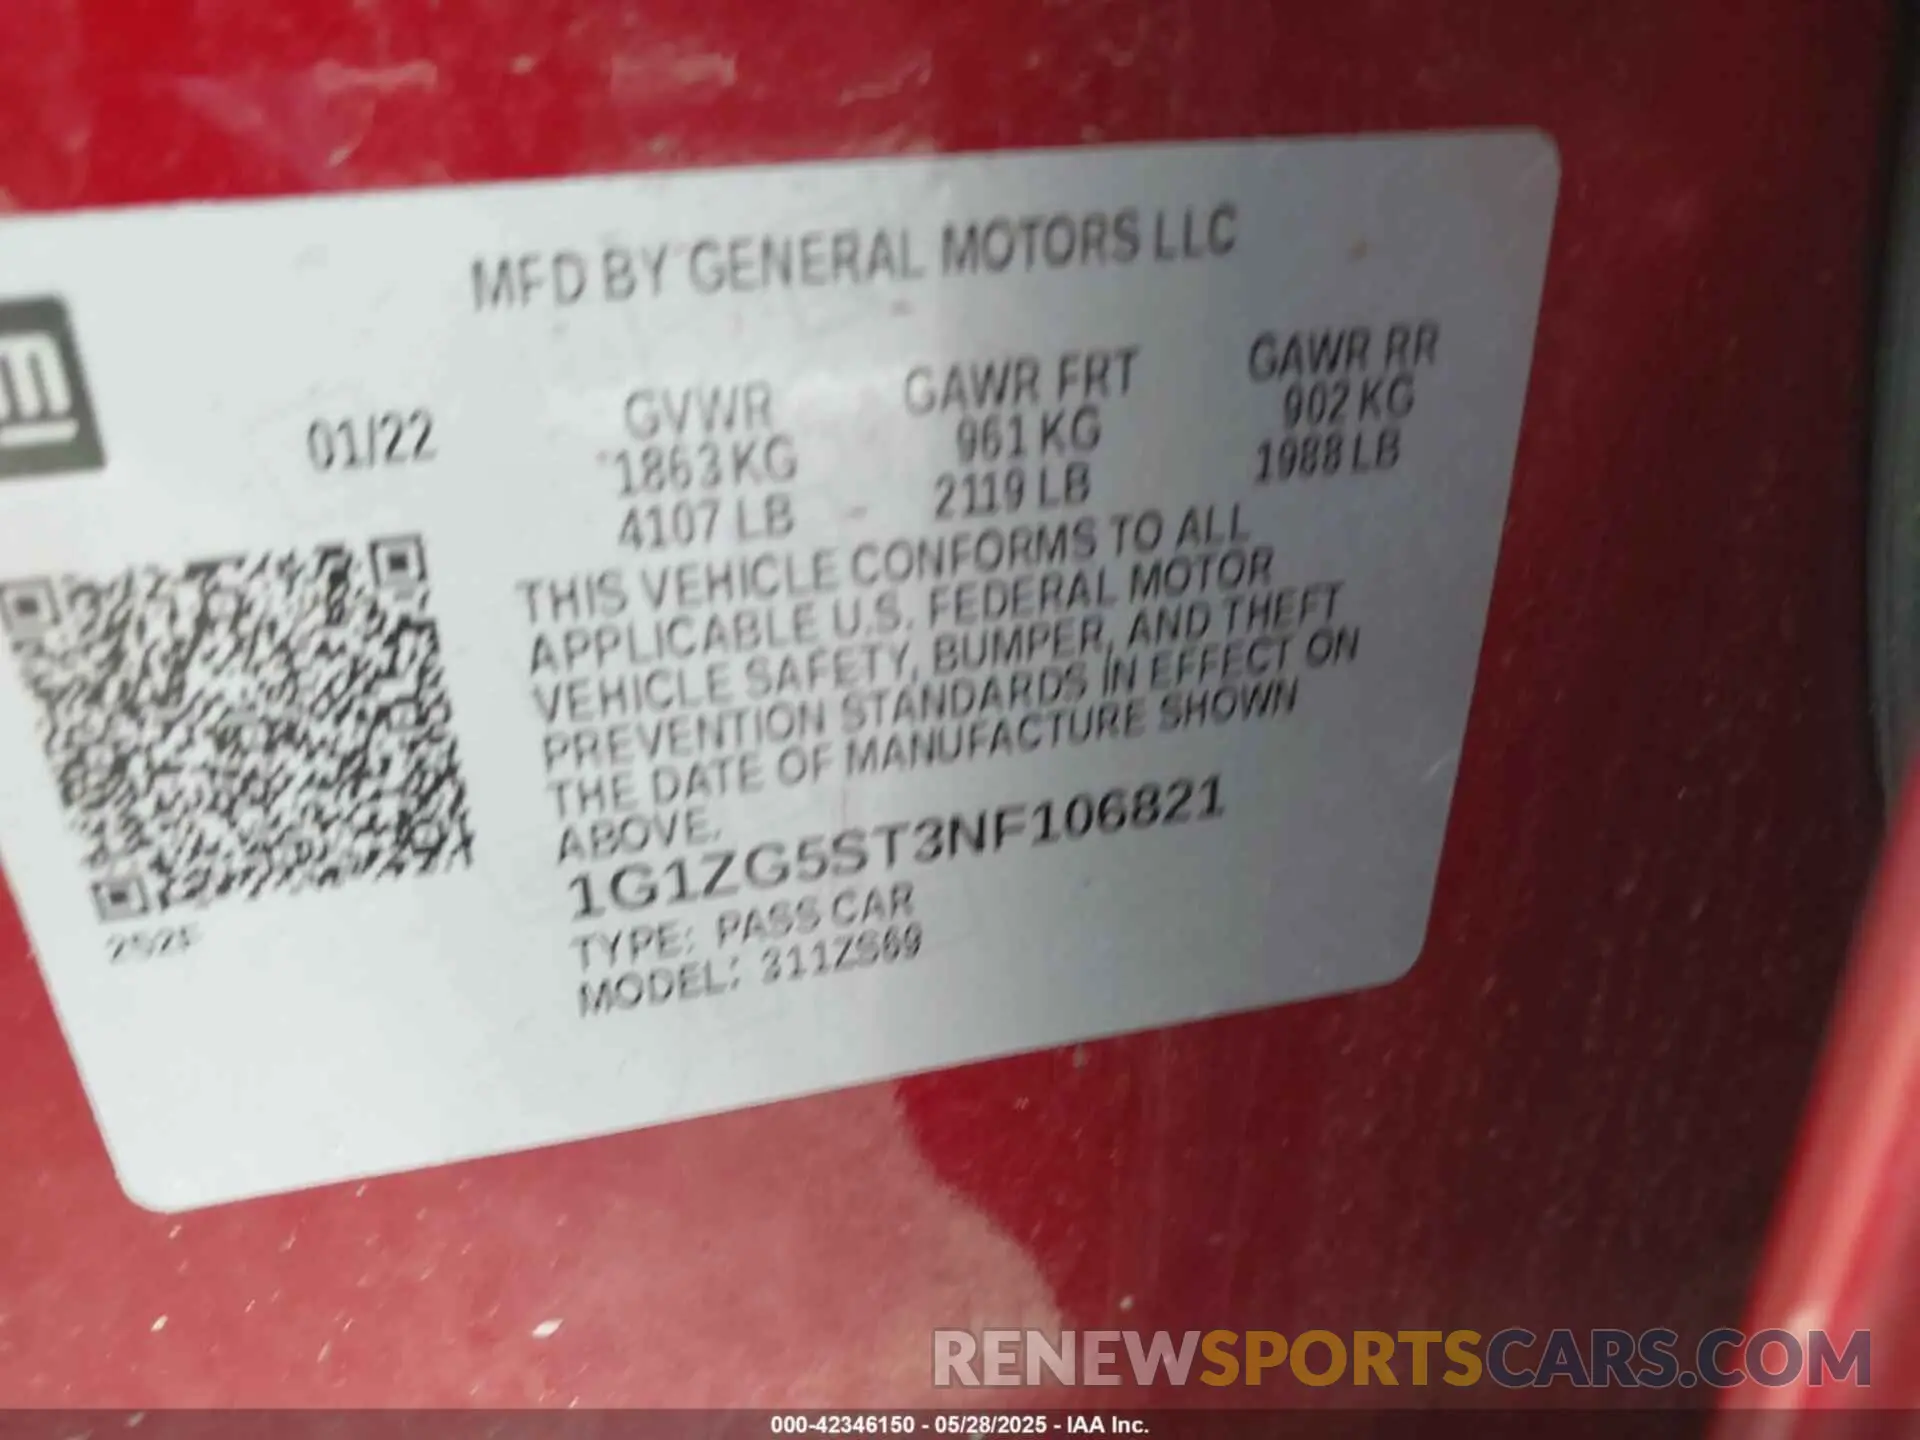 MFD BY GENERAL MOTORS LLC
01/22
GVWR
1863 KG
4107 LB
GAWR FRT
961 KG
2119 LB
GAWR RR
902 KG
1988 LB
THIS VEHICLE CONFORMS TO ALL
APPLICABLE U.S. FEDERAL MOTOR
VEHICLE SAFETY, BUMPER, AND THEFT
PREVENTION STANDARDS IN EFFECT ON
THE DATE OF MANUFACTURE SHOWN
ABOVE.
1G1ZG5ST3NF106821
TYPE: PASS CAR
MODEL: 311ZS69
RENEWSPORTSCARS.COM
000-42346150 - 05/28/2025 - IAA Inc.